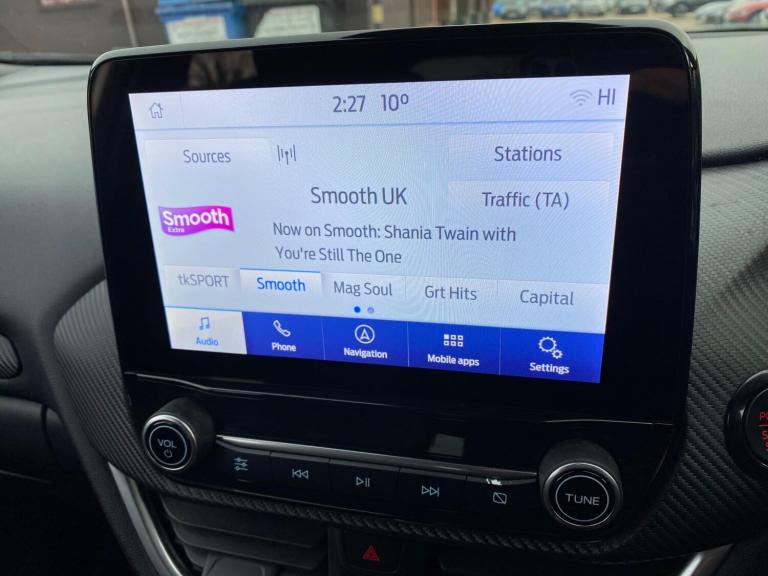 2:27 10º HI
Sources
Stations
Smooth UK
Traffic (TA)
Smooth
Extra
Now on Smooth: Shania Twain with
You're Still The One
tkSPORT Smooth Mag Soul Grt Hits Capital
Audio Phone Navigation Mobile apps Settings
VOL
TUNE